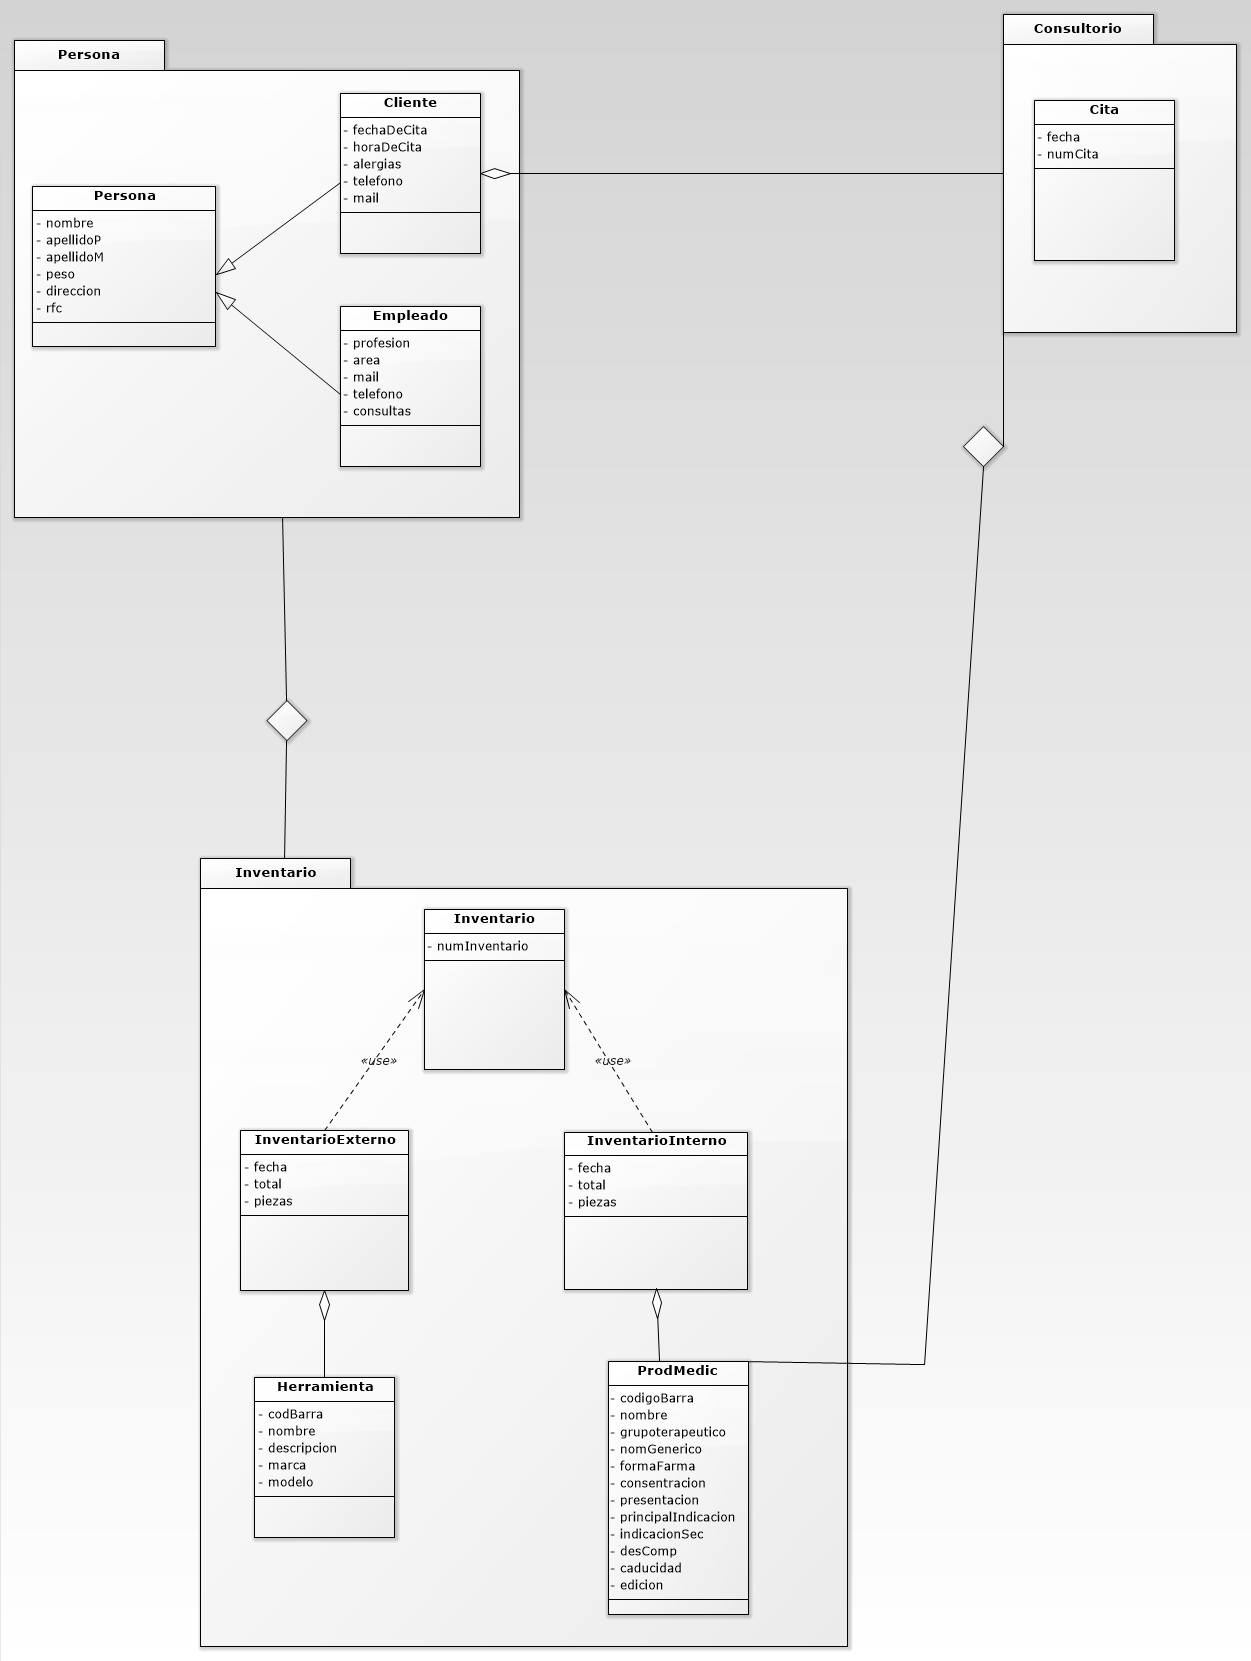 Persona
Cliente
- fechaDeCita
- horaDeCita
- alergias
- telefono
- mail
Persona
- nombre
- apellidoP
- apellidoM
- peso
- direccion
- rfc
Empleado
- profesion
- area
- mail
- telefono
- consultas
Consultorio
Cita
- fecha
- numCita
Inventario
Inventario
- numInventario
«use»
«use»
InventarioExterno
- fecha
- total
- piezas
InventarioInterno
- fecha
- total
- piezas
Herramienta
- codBarra
- nombre
- descripcion
- marca
- modelo
ProdMedic
- codigoBarra
- nombre
- grupoterapeutico
- nomGenerico
- formaFarma
- consentracion
- presentacion
- principalIndicacion
- indicacionSec
- desComp
- caducidad
- edicion